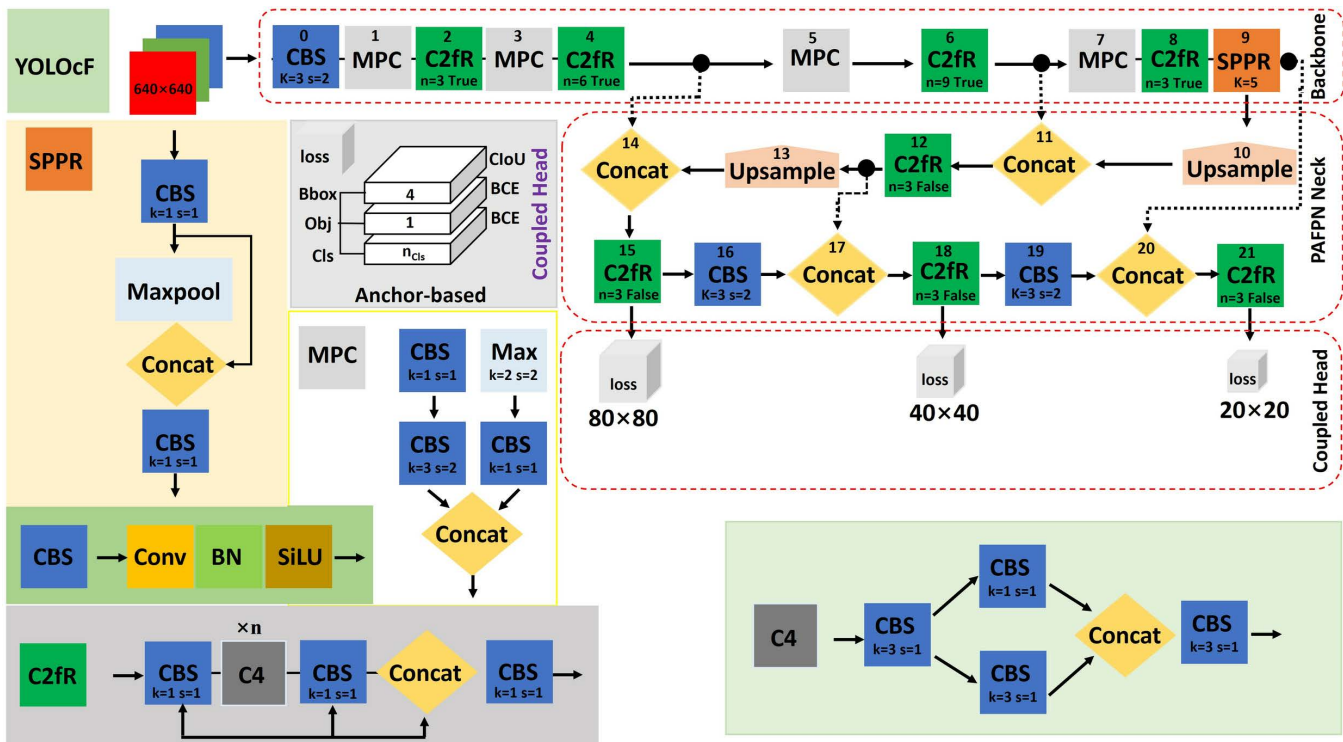 YOLOcF
640×640
0
CBS
K=3 s=2
1
MPC
2
C2fR
n=3 True
3
MPC
4
C2fR
n=6 True
5
MPC
6
C2fR
n=9 True
7
MPC
8
C2fR
n=3 True
9
SPPR
K=5
Backbone
SPPR
CBS
k=1 s=1
Maxpool
Concat
CBS
k=1 s=1
loss
Bbox
Obj
Cls
4
1
nCls
CIoU
BCE
BCE
Anchor-based
Coupled Head
14
Concat
13
Upsample
12
C2fR
n=3 False
11
Concat
10
Upsample
15
C2fR
n=3 False
16
CBS
K=3 s=2
17
Concat
18
C2fR
n=3 False
19
CBS
K=3 s=2
20
Concat
21
C2fR
n=3 False
PAFPN Neck
loss
80×80
loss
40×40
loss
20×20
Coupled Head
MPC
CBS
k=1 s=1
Max
k=2 s=2
CBS
k=3 s=2
CBS
k=1 s=1
Concat
CBS
Conv
BN
SiLU
C2fR
CBS
k=1 s=1
×n
C4
CBS
k=1 s=1
Concat
CBS
k=1 s=1
C4
CBS
k=3 s=1
CBS
k=1 s=1
CBS
k=3 s=1
Concat
CBS
k=3 s=1